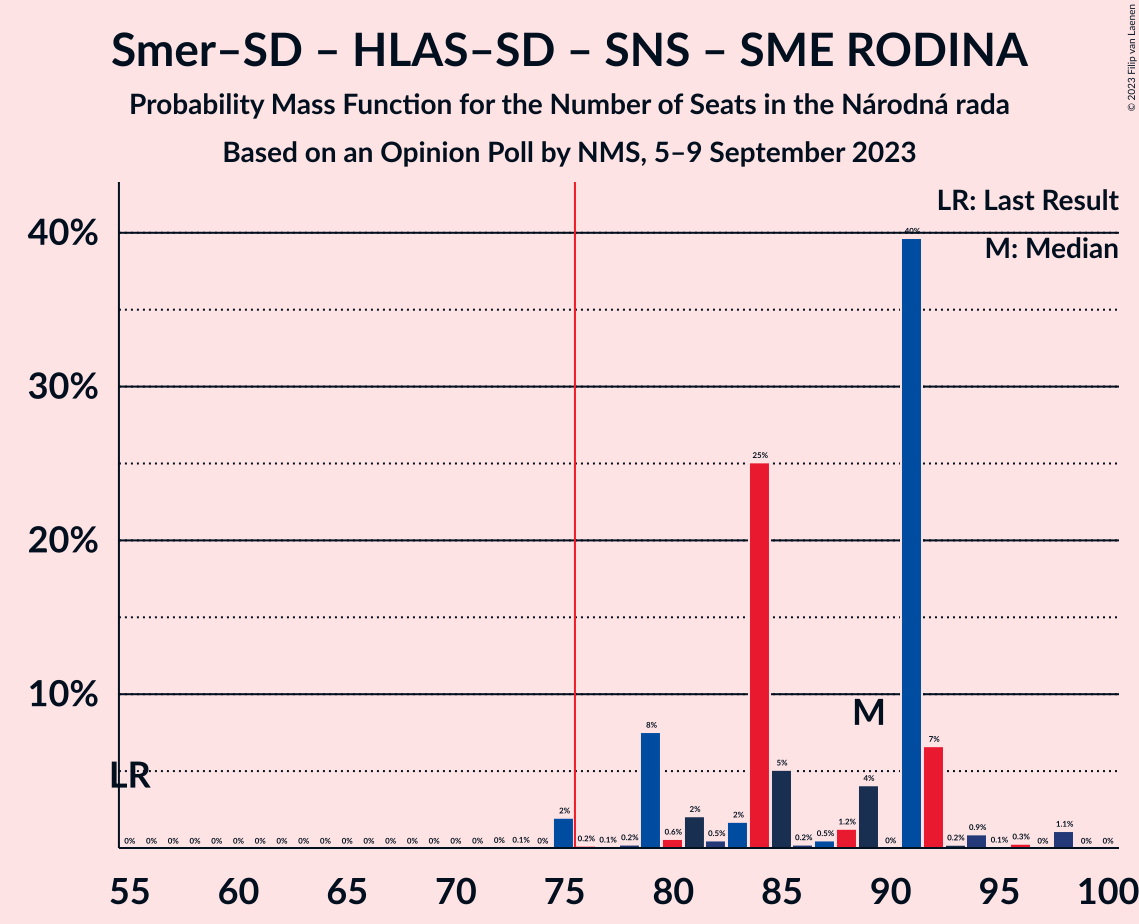 Smer–SD – HLAS–SD – SNS – SME RODINA
Probability Mass Function for the Number of Seats in the Národná rada
Based on an Opinion Poll by NMS, 5–9 September 2023
© 2023 Filip van Laenen
LR: Last Result
M: Median
40%
30%
20%
10%
LR
M
0% 0% 0% 0% 0% 0% 0% 0% 0% 0% 0% 0% 0% 0% 0% 0% 0% 0% 0.1% 0% 2% 0.2% 0.1% 0.2% 8% 0.6% 2% 0.5% 2% 25% 5% 0.2% 0.5% 1.2% 4% 0% 40% 7% 0.2% 0.9% 0.1% 0.3% 0% 1.1% 0% 0%
55 60 65 70 75 80 85 90 95 100